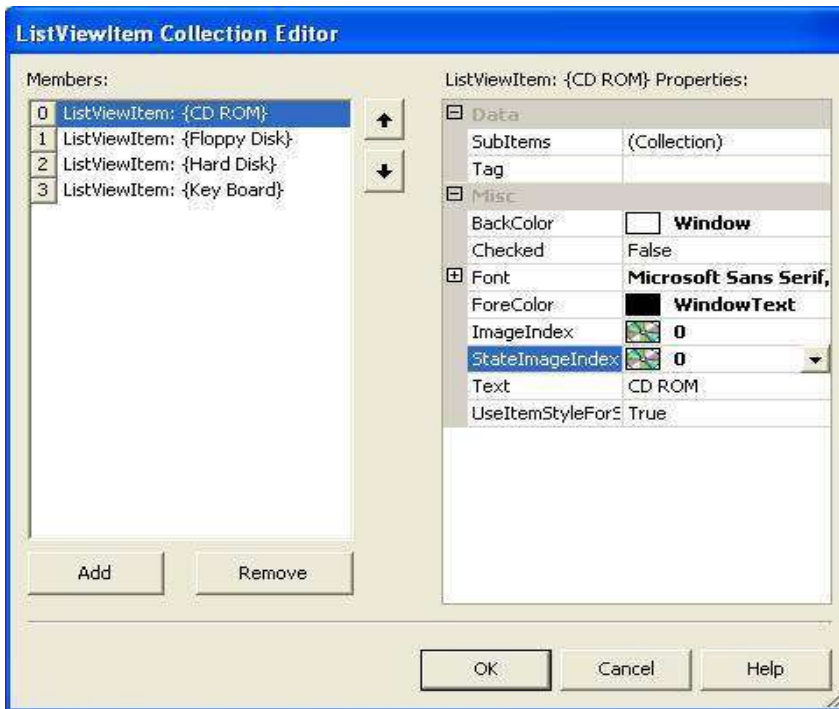 ListViewItem Collection Editor
Members:
0 ListViewItem: {CD ROM}
1 ListViewItem: {Floppy Disk}
2 ListViewItem: {Hard Disk}
3 ListViewItem: {Key Board}
Add
Remove
ListViewItem: {CD ROM} Properties:
Data
SubItems (Collection)
Tag
Misc
BackColor Window
Checked False
Font Microsoft Sans Serif,
ForeColor WindowText
ImageIndex 0
StateImageIndex 0
Text CD ROM
UseItemStyleForS True
OK
Cancel
Help